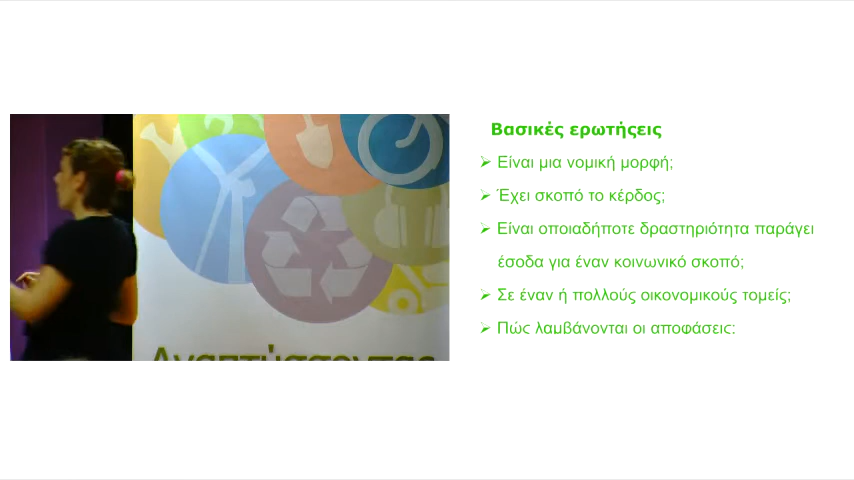 Βασικές ερωτήσεις
➢ Είναι μια νομική μορφή;
➢ Έχει σκοπό το κέρδος;
➢ Είναι οποιαδήποτε δραστηριότητα παράγει
έσοδα για έναν κοινωνικό σκοπό;
➢ Σε έναν ή πολλούς οικονομικούς τομείς;
➢ Πώς λαμβάνονται οι αποφάσεις;
Αναπτύσσοντας